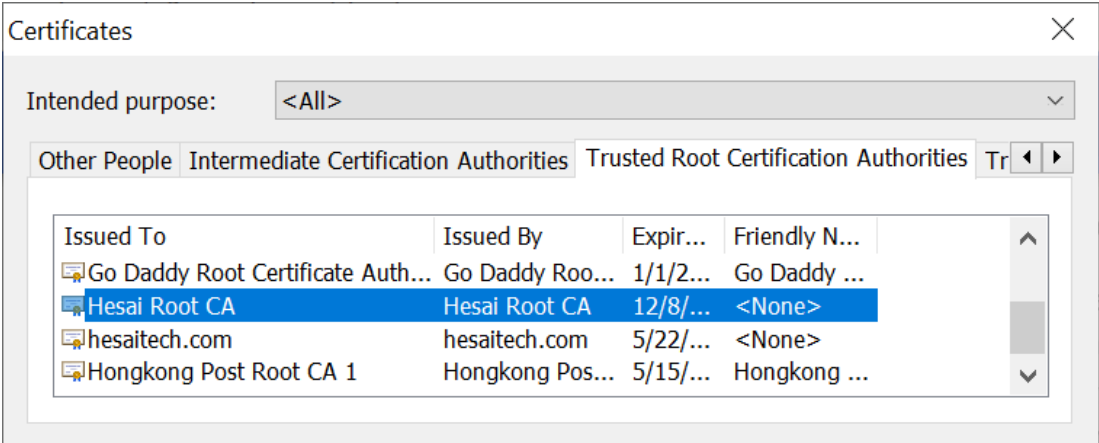 Certificates
Intended purpose: <All>
Other People Intermediate Certification Authorities Trusted Root Certification Authorities Tr
Issued To Issued By Expir... Friendly N...
Go Daddy Root Certificate Auth... Go Daddy Roo... 1/1/2... Go Daddy ...
Hesai Root CA Hesai Root CA 12/8/... <None>
hesaitech.com hesaitech.com 5/22/... <None>
Hongkong Post Root CA 1 Hongkong Pos... 5/15/... Hongkong ...